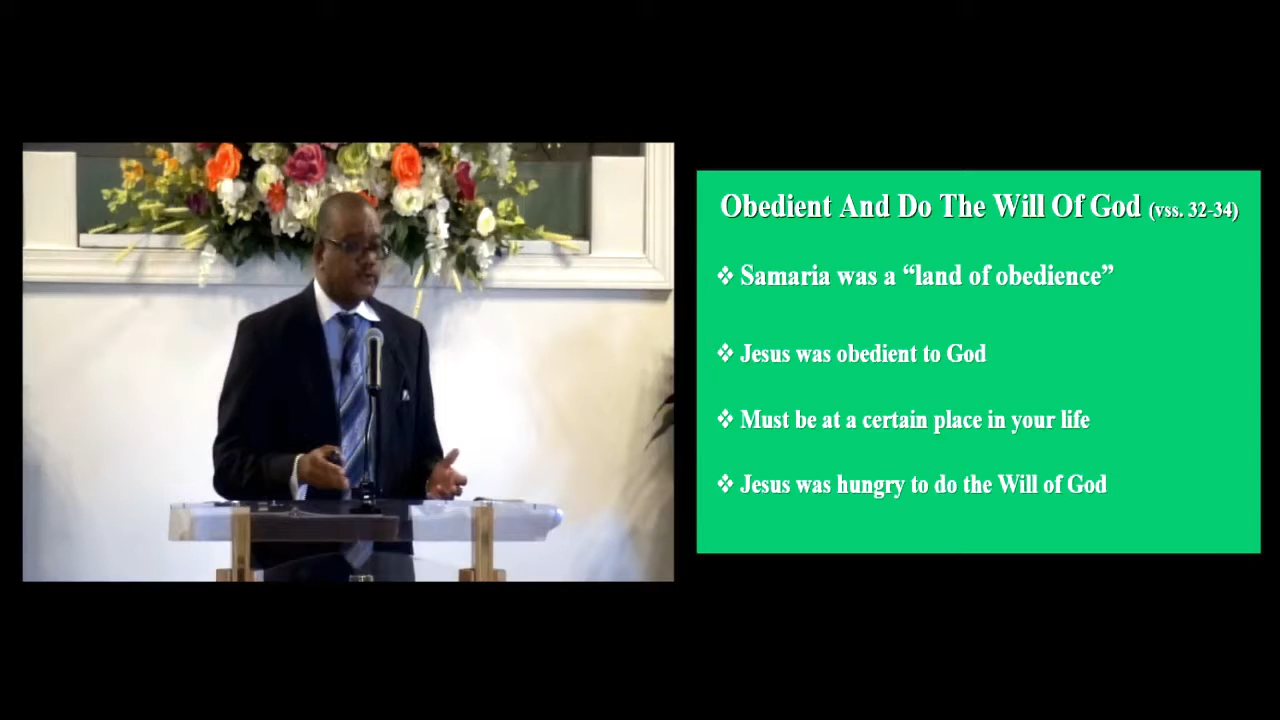 Obedient And Do The Will Of God (vss. 32-34)
❖ Samaria was a “land of obedience”
❖ Jesus was obedient to God
❖ Must be at a certain place in your life
❖ Jesus was hungry to do the Will of God